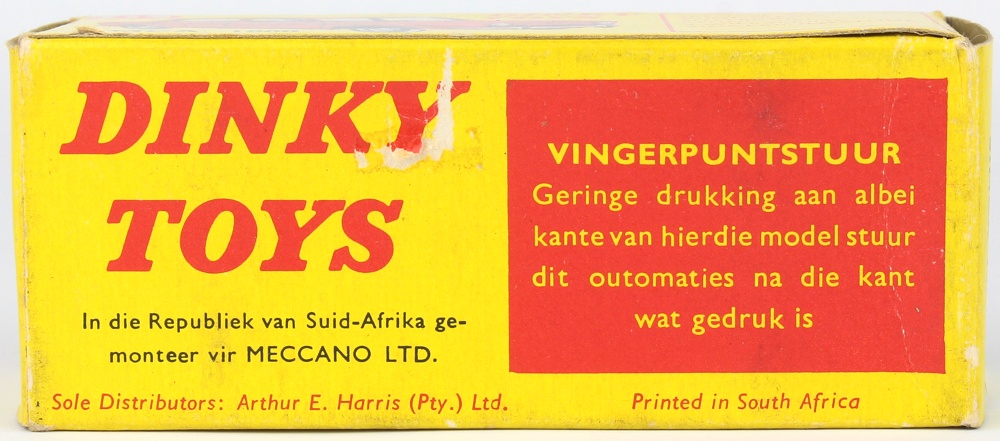 DINKY
TOYS
In die Republiek van Suid-Afrika ge-
monteer vir MECCANO LTD.
VINGERPUNTSTUUR
Geringe drukking aan albei
kante van hierdie model stuur
dit outomaties na die kant
wat gedruk is
Sole Distributors: Arthur E. Harris (Pty.) Ltd.
Printed in South Africa